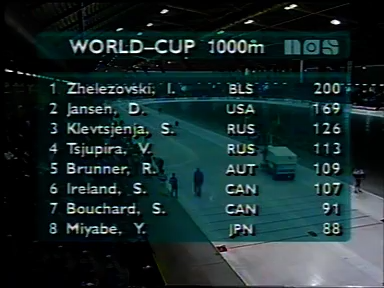 WORLD-CUP 1000m NOS
1 Zhelezovski, I. BLS 200
2 Jansen, D. USA 169
3 Klevtsjenja, S. RUS 126
4 Tsjupira, V. RUS 113
5 Brunner, R. AUT 109
6 Ireland, S. CAN 107
7 Bouchard, S. CAN 91
8 Miyabe, Y. JPN 88